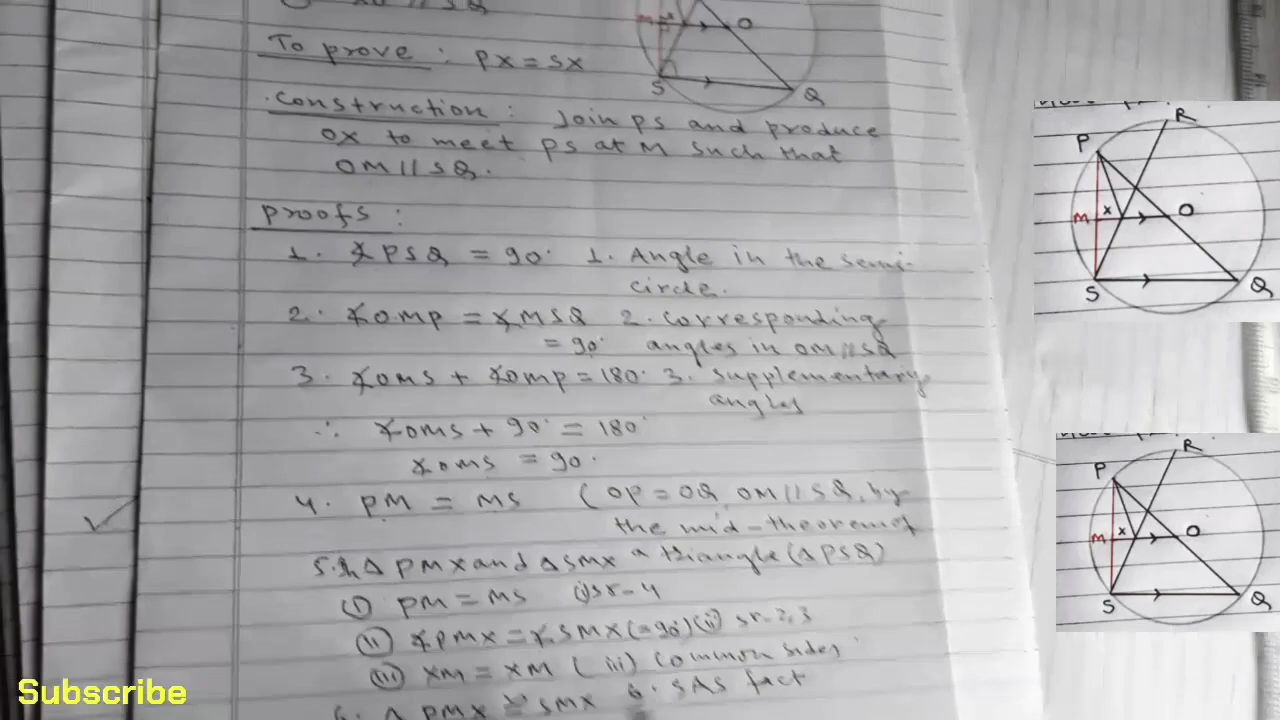 To prove : PX = SX
construction : Join PS and produce
OX to meet PS at M such that
OM // SQ.
Proofs :
1. ∡PSQ = 90° 1. Angle in the semi-
circle.
2. ∡OMP = ∡MSQ 2. corresponding
= 90° angles in OM // SQ
3. ∡OMS + ∡OMP = 180° 3. supplementary
angles
∴ ∡OMS + 90° = 180°
∡OMS = 90°
4. PM = MS (OP = OQ, OM // SQ, by
the mid-theorem of
5. In Δ PMX and Δ SMX a triangle (Δ PSQ)
(i) PM = MS (i) sr-4
(ii) ∡PMX = ∡SMX (= 90°) (ii) sr-2,3
(iii) XM = XM (iii) common sides
6. Δ PMX ≅ SMX 6. SAS fact
M O
S Q
R
P
M X O
S Q
R
P
M X O
S Q
Subscribe